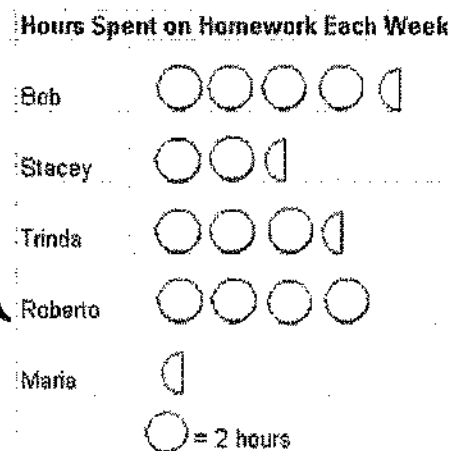 Hours Spent on Homework Each Week
Bob
Stacey
Trinda
Roberto
Maria
= 2 hours